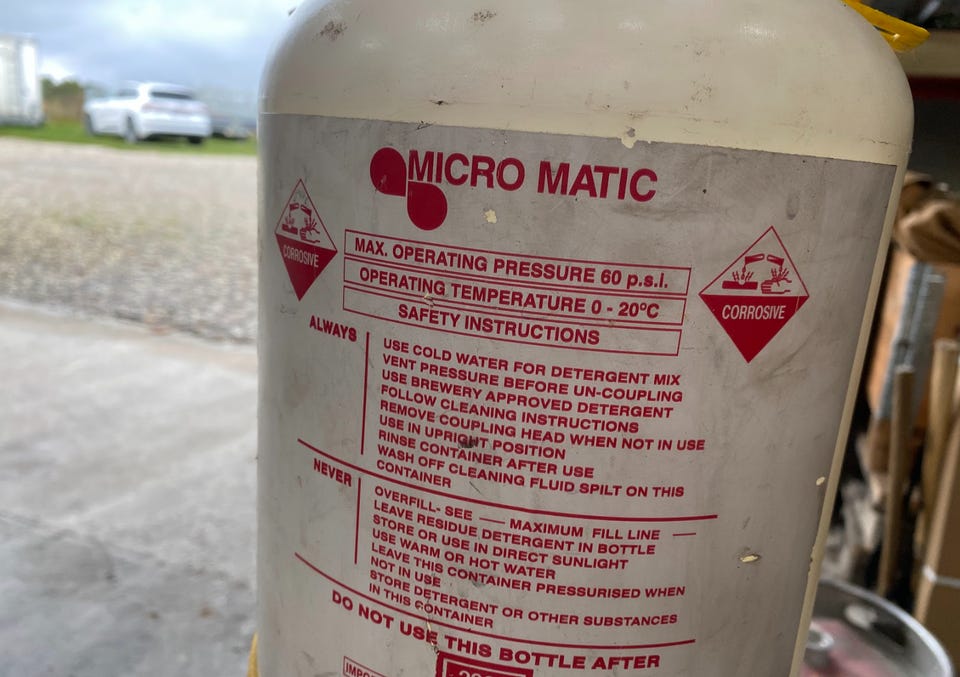 MICRO MATIC
CORROSIVE
CORROSIVE
MAX. OPERATING PRESSURE 60 p.s.i.
OPERATING TEMPERATURE 0 - 20ºC
SAFETY INSTRUCTIONS
ALWAYS
USE COLD WATER FOR DETERGENT MIX
VENT PRESSURE BEFORE UN-COUPLING
USE BREWERY APPROVED DETERGENT
FOLLOW CLEANING INSTRUCTIONS
REMOVE COUPLING HEAD WHEN NOT IN USE
USE IN UPRIGHT POSITION
RINSE CONTAINER AFTER USE
WASH OFF CLEANING FLUID SPILT ON THIS
CONTAINER
NEVER
OVERFILL- SEE — MAXIMUM FILL LINE —
LEAVE RESIDUE DETERGENT IN BOTTLE
STORE OR USE IN DIRECT SUNLIGHT
USE WARM OR HOT WATER
LEAVE THIS CONTAINER PRESSURISED WHEN
NOT IN USE
STORE DETERGENT OR OTHER SUBSTANCES
IN THIS CONTAINER
DO NOT USE THIS BOTTLE AFTER